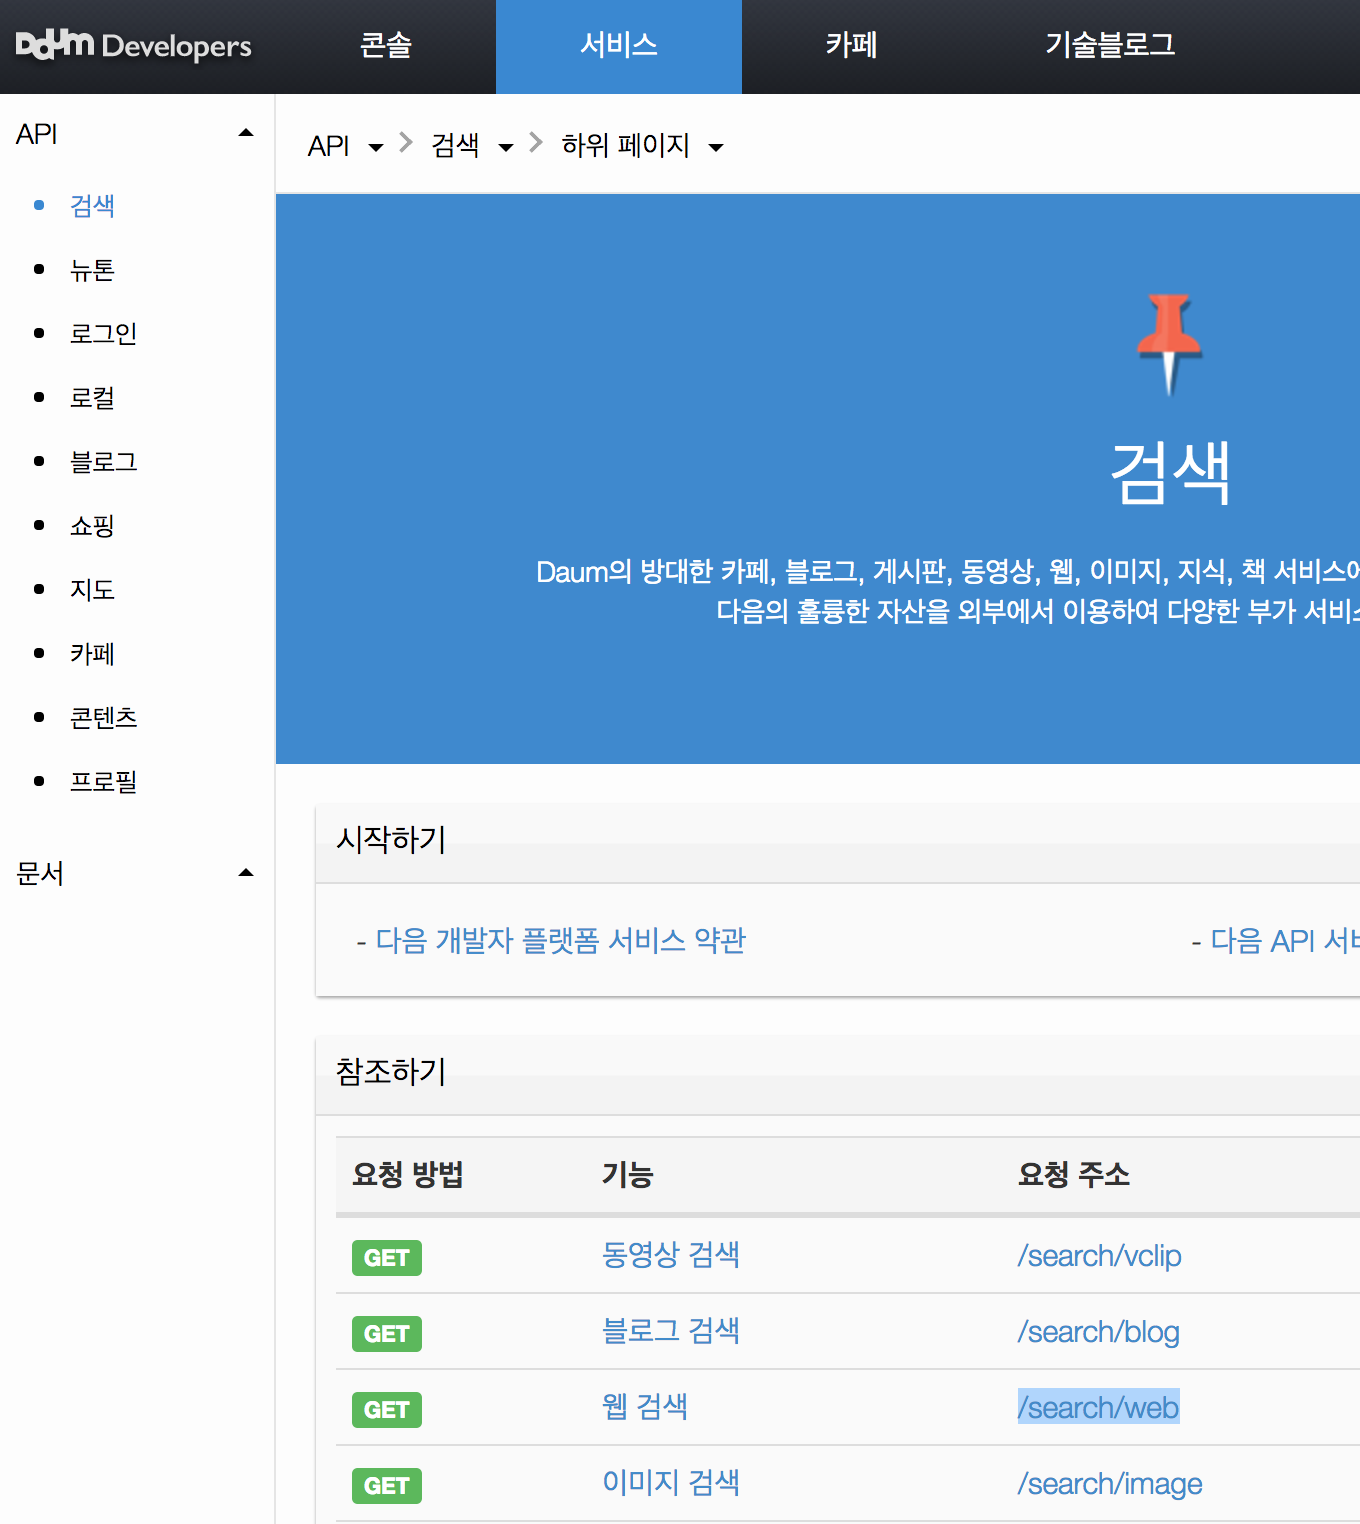 Daum Developers 콘솔 서비스 카페 기술블로그
API
검색
뉴톤
로그인
로컬
블로그
쇼핑
지도
카페
콘텐츠
프로필
문서
API 검색 하위 페이지
검색
Daum의 방대한 카페, 블로그, 게시판, 동영상, 웹, 이미지, 지식, 책 서비스에
다음의 훌륭한 자산을 외부에서 이용하여 다양한 부가 서비스
시작하기
- 다음 개발자 플랫폼 서비스 약관 - 다음 API 서비
참조하기
요청 방법 기능 요청 주소
GET 동영상 검색 /search/vclip
GET 블로그 검색 /search/blog
GET 웹 검색 /search/web
GET 이미지 검색 /search/image